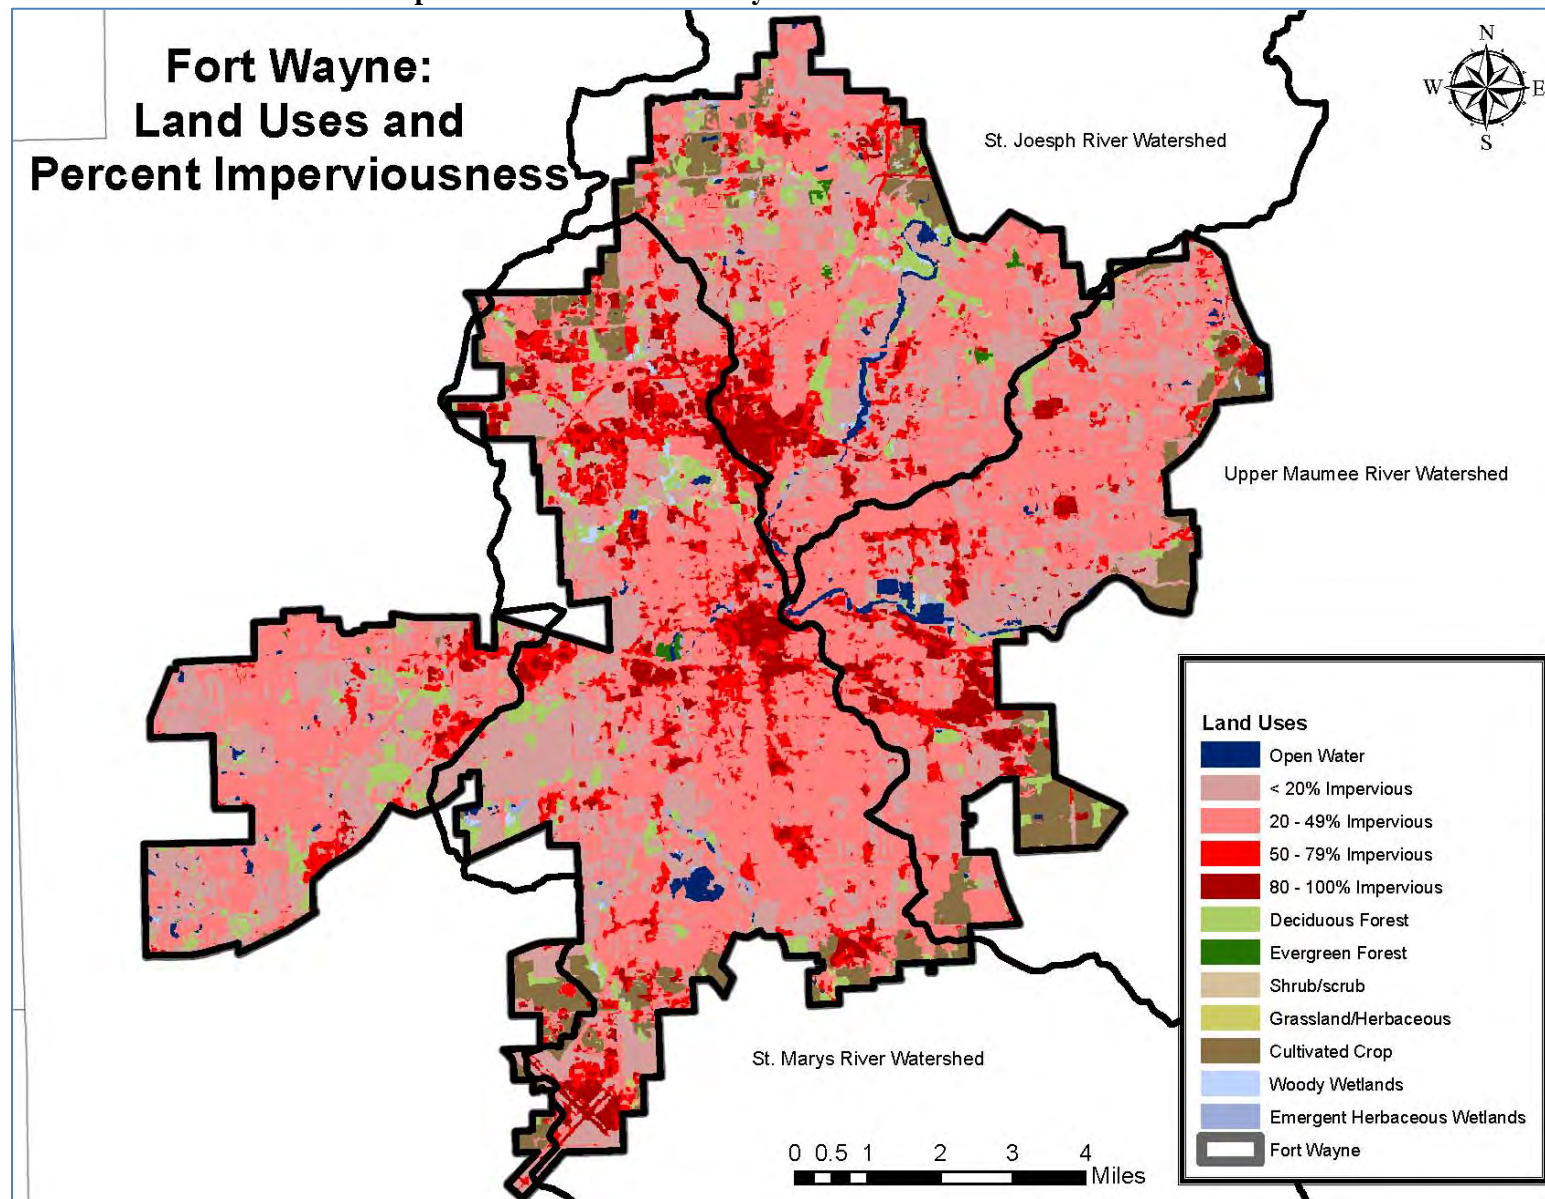 Fort Wayne:
Land Uses and
Percent Imperviousness
N
W E
S
St. Joesph River Watershed
Upper Maumee River Watershed
St. Marys River Watershed
Land Uses
Open Water
< 20% Impervious
20 - 49% Impervious
50 - 79% Impervious
80 - 100% Impervious
Deciduous Forest
Evergreen Forest
Shrub/scrub
Grassland/Herbaceous
Cultivated Crop
Woody Wetlands
Emergent Herbaceous Wetlands
Fort Wayne
0 0.5 1 2 3 4
Miles